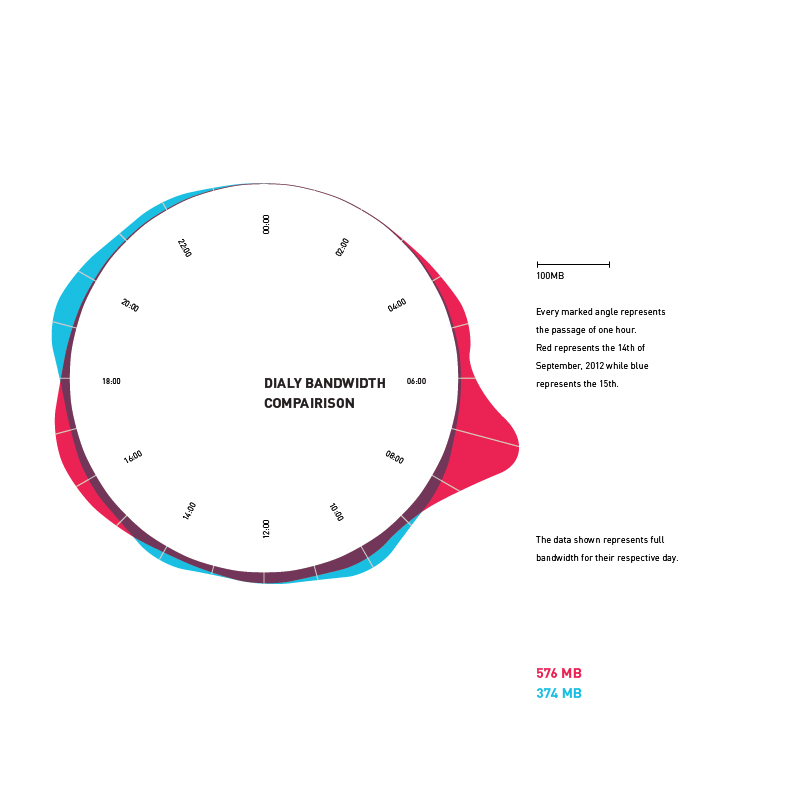 00:00
02:00
04:00
06:00
08:00
10:00
12:00
14:00
16:00
18:00
20:00
22:00
DIALY BANDWIDTH
COMPAIRISON
100MB
Every marked angle represents
the passage of one hour.
Red represents the 14th of
September, 2012 while blue
represents the 15th.
The data shown represents full
bandwidth for their respective day.
576 MB
374 MB